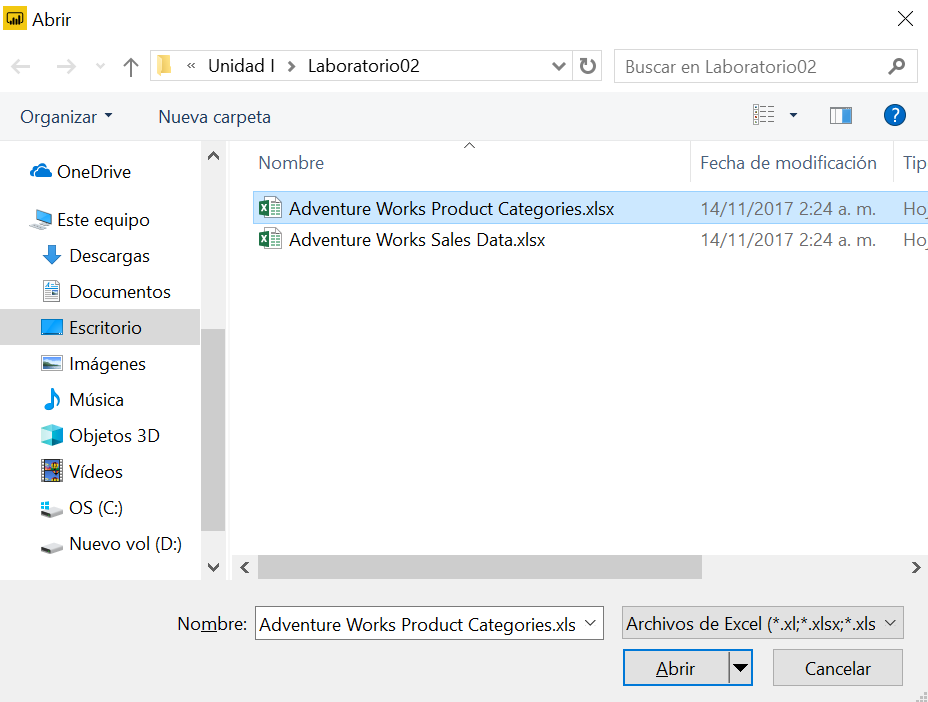 Abrir
« Unidad I > Laboratorio02
Buscar en Laboratorio02
Organizar
Nueva carpeta
?
Nombre
Fecha de modificación
Tip
OneDrive
Este equipo
Descargas
Documentos
Escritorio
Imágenes
Música
Objetos 3D
Vídeos
OS (C:)
Nuevo vol (D:)
Adventure Works Product Categories.xlsx 14/11/2017 2:24 a. m. Hoj
Adventure Works Sales Data.xlsx 14/11/2017 2:24 a. m. Hoj
Nombre: Adventure Works Product Categories.xls
Archivos de Excel (*.xl;*.xlsx;*.xls
Abrir
Cancelar